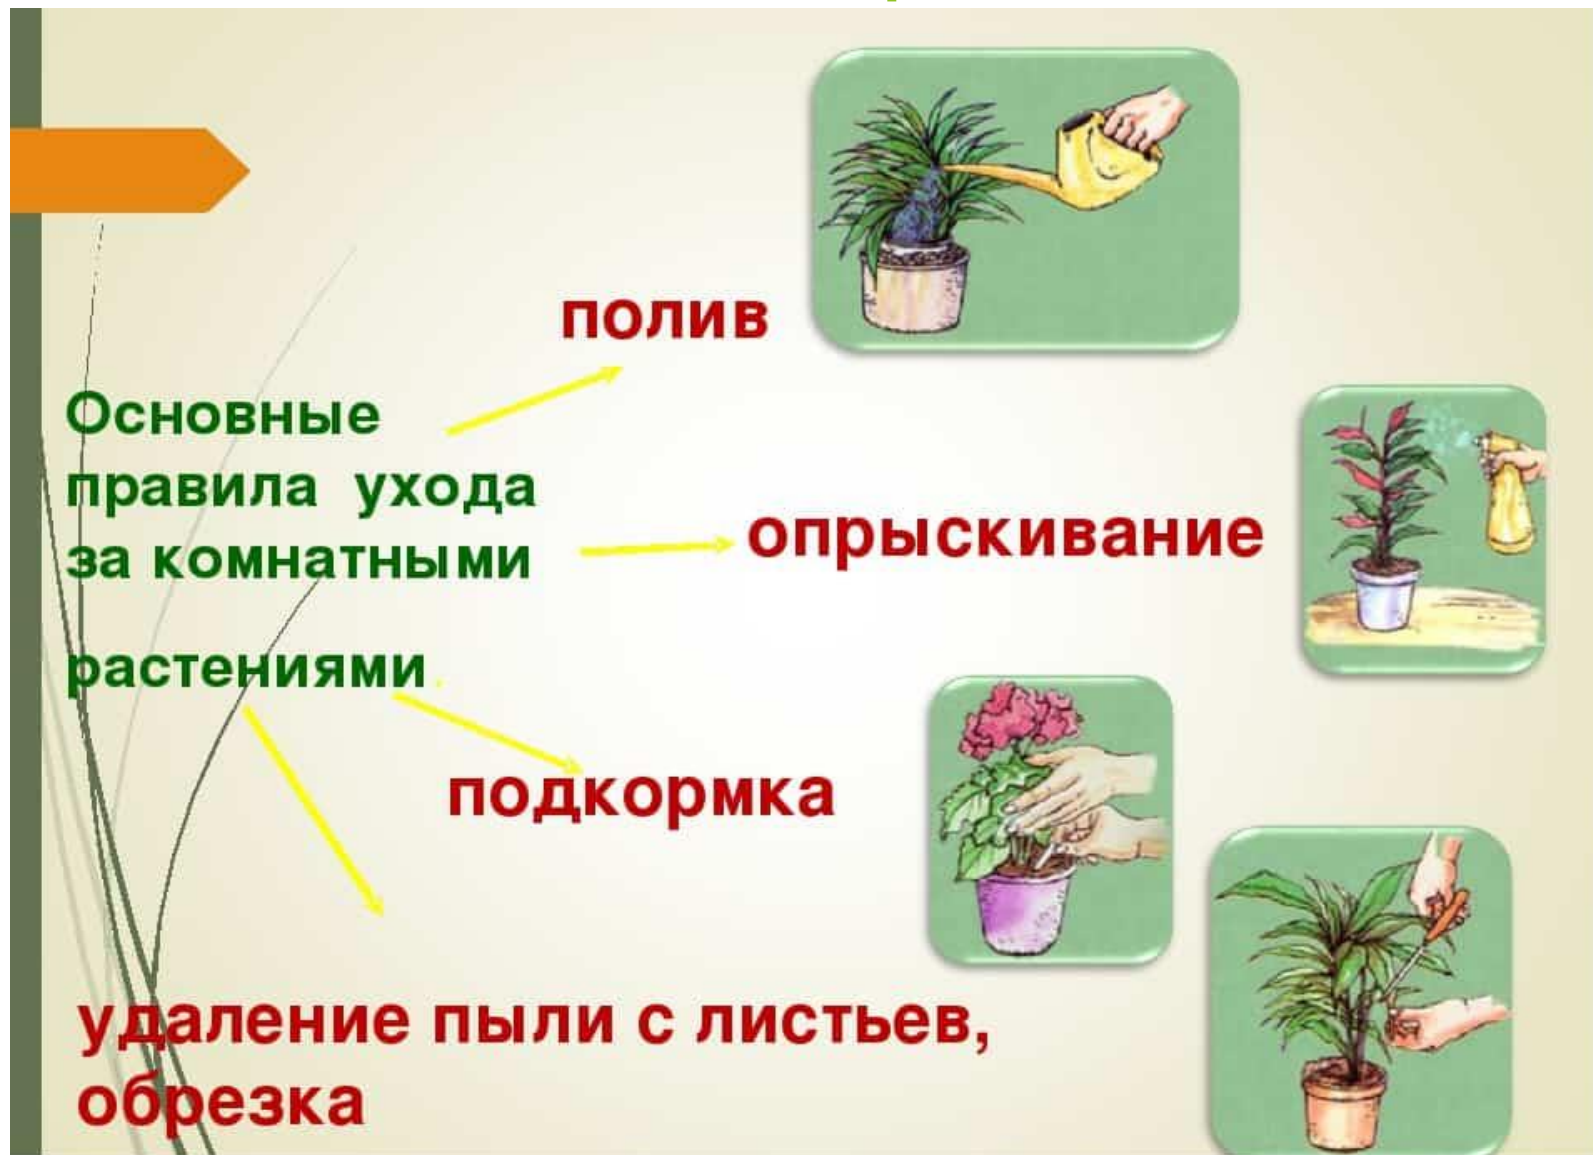 полив
Основные
правила ухода
за комнатными
опрыскивание
растениями.
подкормка
удаление пыли с листьев,
обрезка